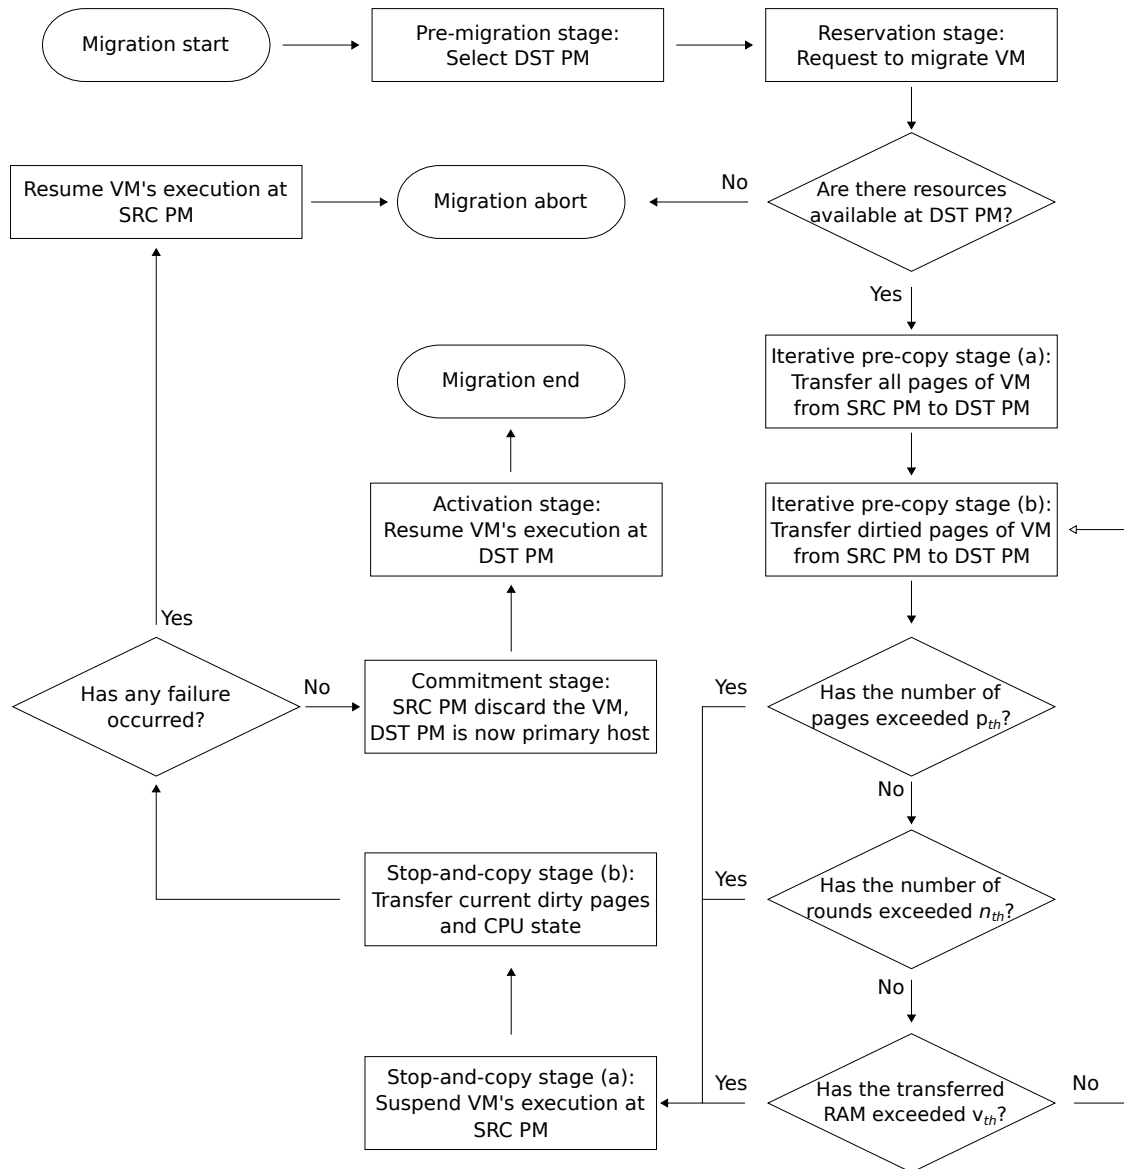 Migration start
Pre-migration stage:
Select DST PM
Reservation stage:
Request to migrate VM
Resume VM's execution at
SRC PM
Migration abort
No
Are there resources
available at DST PM?
Yes
Iterative pre-copy stage (a):
Transfer all pages of VM
from SRC PM to DST PM
Migration end
Activation stage:
Resume VM's execution at
DST PM
Iterative pre-copy stage (b):
Transfer dirtied pages of VM
from SRC PM to DST PM
Yes
Has any failure
occurred?
No
Commitment stage:
SRC PM discard the VM,
DST PM is now primary host
Yes
Has the number of
pages exceeded pth?
No
Stop-and-copy stage (b):
Transfer current dirty pages
and CPU state
Yes
Has the number of
rounds exceeded nth?
No
Stop-and-copy stage (a):
Suspend VM's execution at
SRC PM
Yes
Has the transferred
RAM exceeded vth?
No